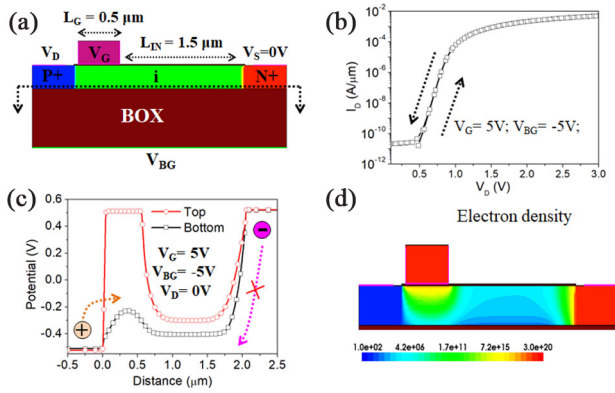 (a)
L_G = 0.5 µm
L_IN = 1.5 µm
V_D
V_G
V_S=0V
P+
i
N+
BOX
V_BG
(b)
I_D (A/µm)
10^-2
10^-4
10^-6
10^-8
10^-10
10^-12
V_G= 5V; V_BG= -5V;
0.5 1.0 1.5 2.0 2.5 3.0
V_D (V)
(c)
Potential (V)
0.6
0.4
0.2
0.0
-0.2
-0.4
-0.6
Top
Bottom
V_G= 5V
V_BG= -5V
V_D= 0V
+
−
-0.5 0.0 0.5 1.0 1.5 2.0 2.5
Distance (µm)
(d)
Electron density
1.0e+02 4.2e+06 1.7e+11 7.2e+15 3.0e+20